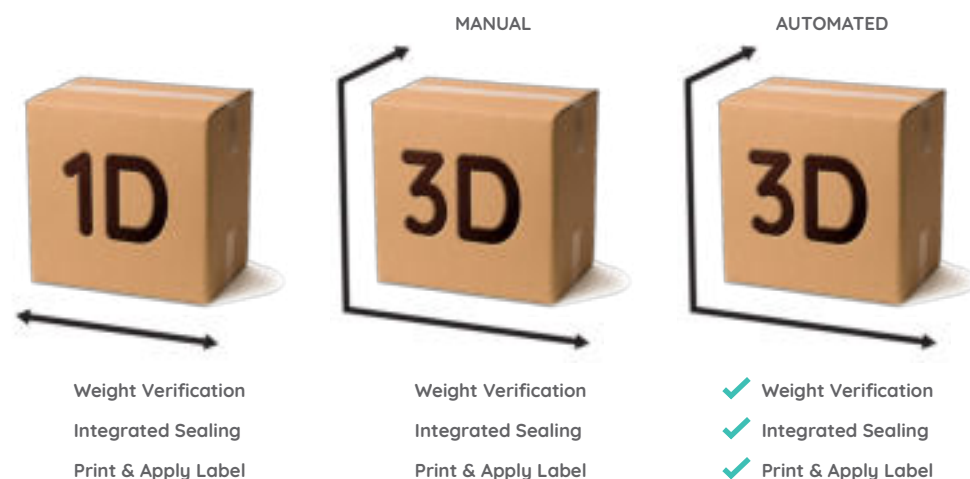 MANUAL
AUTOMATED
1D
3D
3D
Weight Verification
Integrated Sealing
Print & Apply Label
Weight Verification
Integrated Sealing
Print & Apply Label
Weight Verification
Integrated Sealing
Print & Apply Label